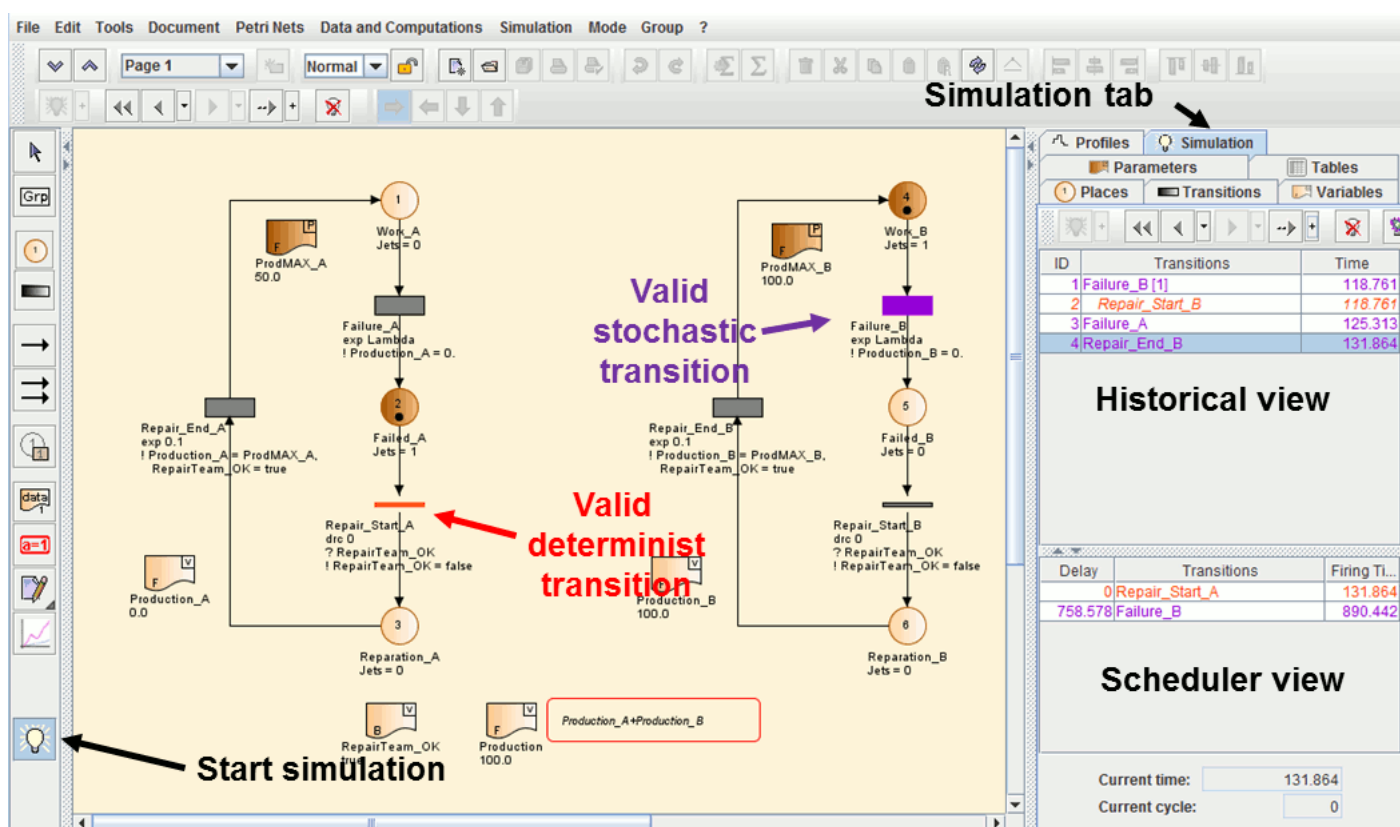 File Edit Tools Document Petri Nets Data and Computations Simulation Mode Group ?
Page 1
Normal
Simulation tab
Profiles Simulation
Parameters Tables
Places Transitions Variables
Grp
data
a=1
1
Work_A
Jets = 0
P
F
ProdMAX_A
50.0
Failure_A
exp Lambda
! Production_A = 0.
2
Failed_A
Jets = 1
Repair_End_A
exp 0.1
! Production_A = ProdMAX_A,
RepairTeam_OK = true
Repair_Start_A
drc 0
? RepairTeam_OK
! RepairTeam_OK = false
V
F
Production_A
0.0
3
Reparation_A
Jets = 0
V
B
RepairTeam_OK
true
V
F
Production
100.0
Production_A+Production_B
Valid
stochastic
transition
Valid
determinist
transition
4
Work_B
Jets = 1
P
F
ProdMAX_B
100.0
Failure_B
exp Lambda
! Production_B = 0.
5
Failed_B
Jets = 0
Repair_End_B
exp 0.1
! Production_B = ProdMAX_B,
RepairTeam_OK = true
Repair_Start_B
drc 0
? RepairTeam_OK
! RepairTeam_OK = false
V
F
Production_B
100.0
6
Reparation_B
Jets = 0
Start simulation
ID Transitions Time
1 Failure_B [1] 118.761
2 Repair_Start_B 118.761
3 Failure_A 125.313
4 Repair_End_B 131.864
Historical view
Delay Transitions Firing Ti...
0 Repair_Start_A 131.864
758.578 Failure_B 890.442
Scheduler view
Current time: 131.864
Current cycle: 0